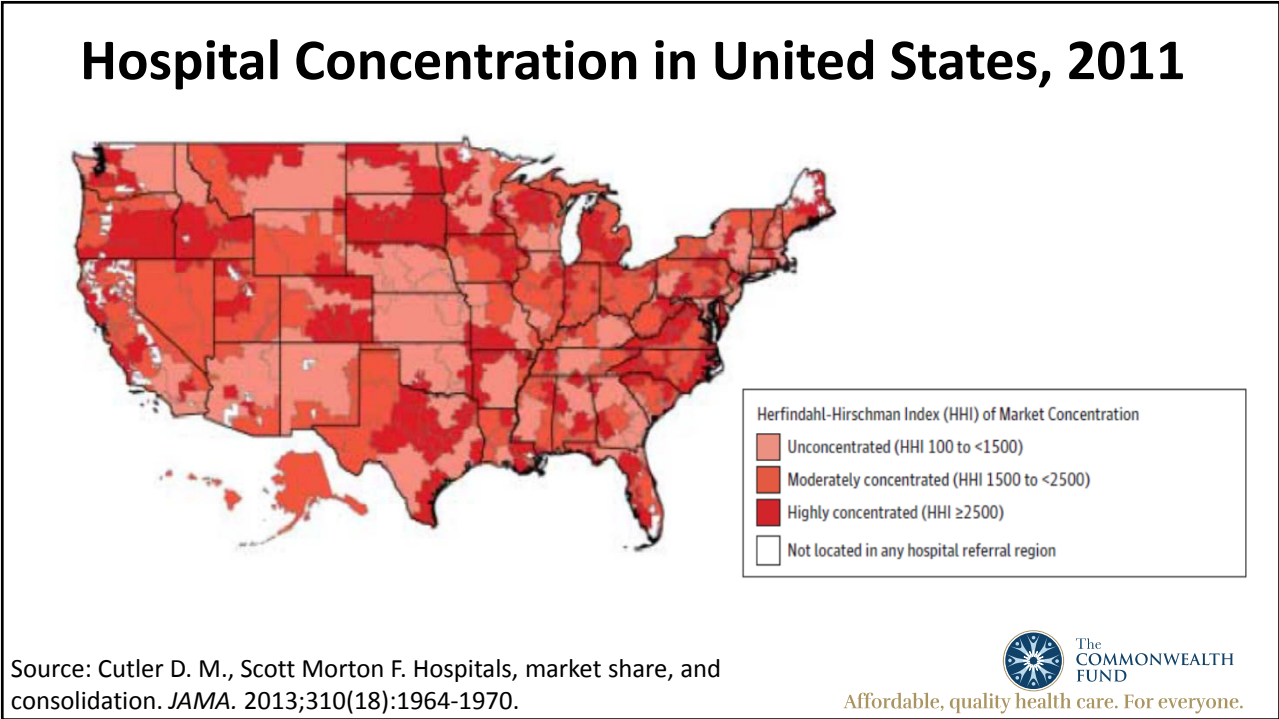 Hospital Concentration in United States, 2011
Herfindahl-Hirschman Index (HHI) of Market Concentration
Unconcentrated (HHI 100 to <1500)
Moderately concentrated (HHI 1500 to <2500)
Highly concentrated (HHI ≥2500)
Not located in any hospital referral region
Source: Cutler D. M., Scott Morton F. Hospitals, market share, and
consolidation. JAMA. 2013;310(18):1964-1970.
The
COMMONWEALTH
FUND
Affordable, quality health care. For everyone.